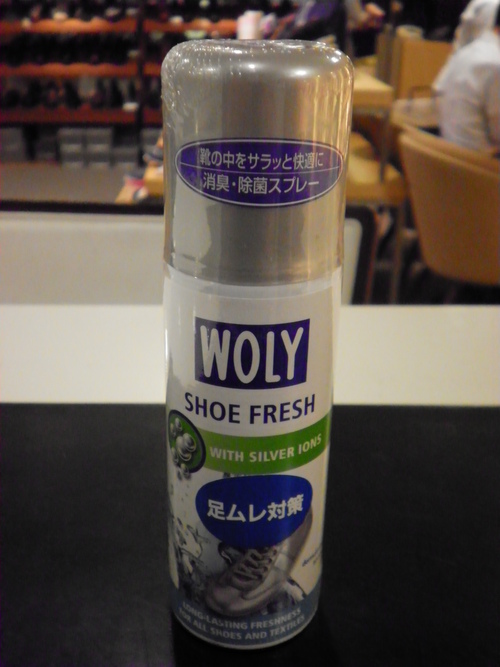 靴の中をサラッと快適に
消臭・除菌スプレー
WOLY
SHOE FRESH
WITH SILVER IONS
足ムレ対策
LONG-LASTING FRESHNESS
FOR ALL SHOES AND TEXTILES